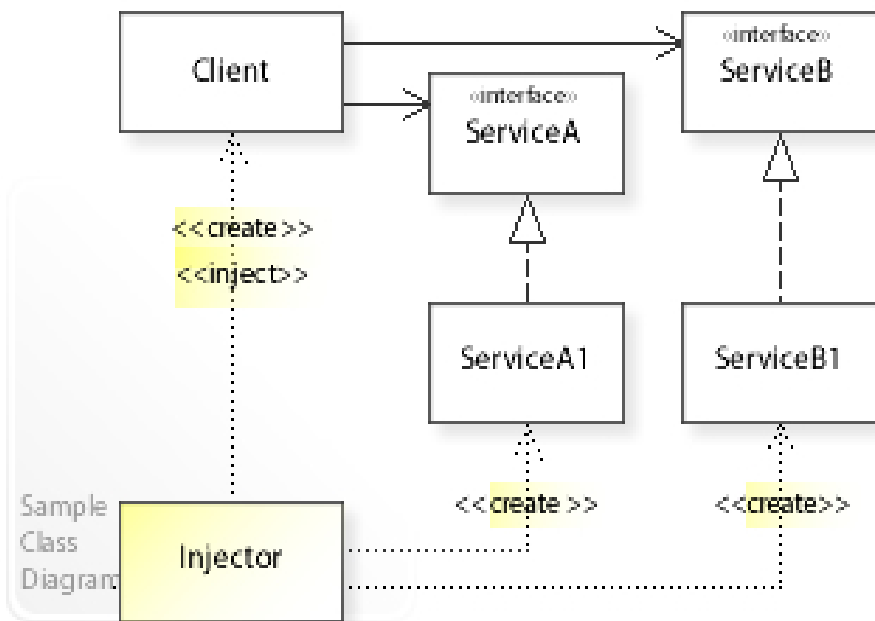 Client
«interface»
ServiceB
«interface»
ServiceA
<<create>>
<<inject>>
ServiceA1
ServiceB1
<<create >>
<<create>>
Sample
Class
Diagram
Injector